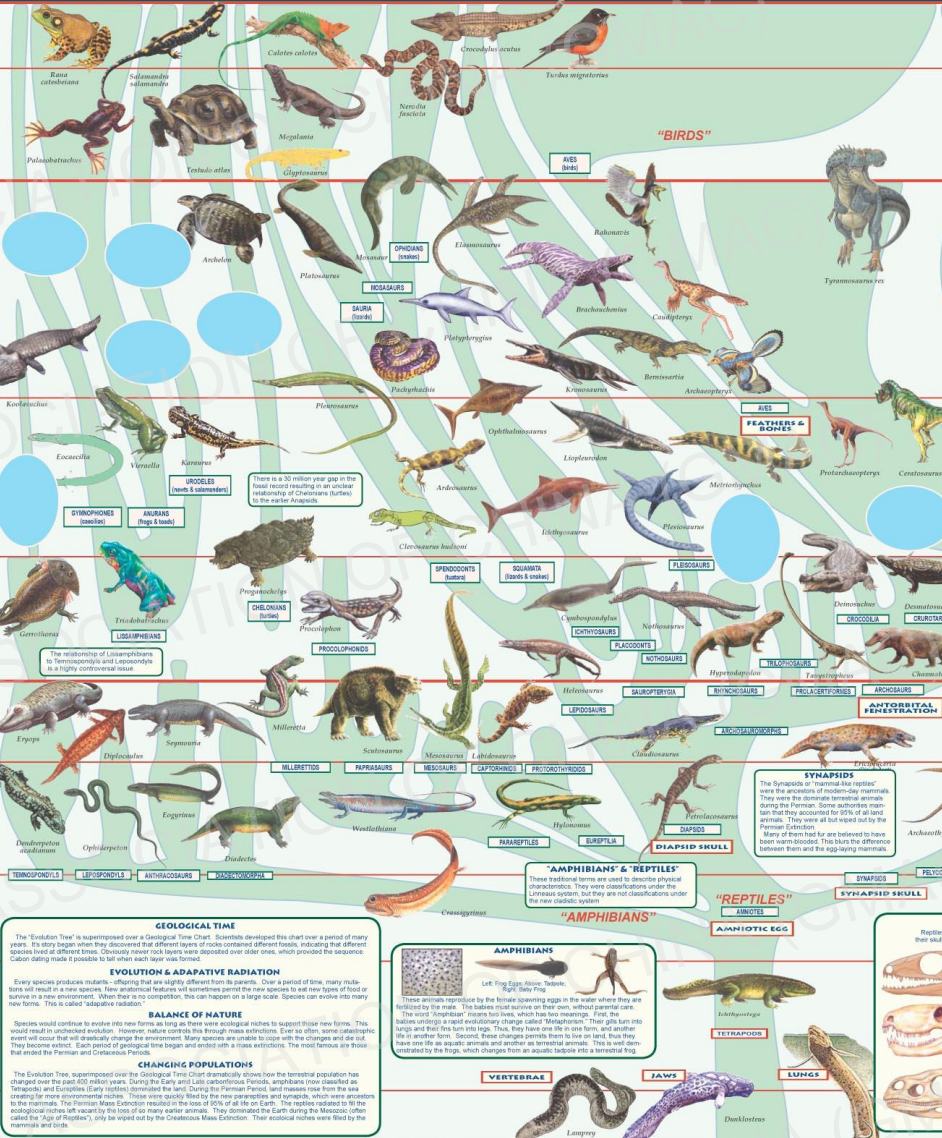 Rana
catesbeiana
Salamandra
salamandra
Calotes calotes
Crocodylus acutus
Turdus migratorius
Nerodia
fasciata
Palaeobatrachus
Testudo atlas
Megalania
Glyptosaurus
"BIRDS"
AVES
(birds)
Archelon
Platosaurus
Mosasaur
OPHIDIANS
(snakes)
Elasmosaurus
Rahonavis
Tyrannosaurus rex
MOSASAURS
SAURIA
(lizards)
Platypterygius
Brachauchenius
Caudipteryx
Koolasuchus
Pachyrhachis
Kronosaurus
Bernissartia
Archaeopteryx
Pleurosaurus
AVES
FEATHERS &
BONES
Eocaecilia
Vieraella
Karaurus
Ophthalmosaurus
Liopleurodon
Metriorhynchus
Protarchaeopteryx
Ceratosaurus
URODELES
(newts & salamanders)
There is a 30 million year gap in the
fossil record resulting in an unclear
relationship of Chelonians (turtles)
to the earlier Anapsids.
Ardeosaurus
GYMNOPHIONES
(caecilias)
ANURANS
(frogs & toads)
Clevosaurus hudsoni
Ichthyosaurus
Plesiosaurus
Gerrothorax
Triadobatrachus
Proganochelys
SPENDODONTS
(tuatara)
SQUAMATA
(lizards & snakes)
PLEISOSAURS
CHELONIANS
(turtles)
Procolophon
Cymbospondylus
Nothosaurus
Deinosuchus
Desmatosu
LISSAMPHIBIANS
PROCOLOPHONIDS
ICHTHYOSAURS
PLACODONTS
NOTHOSAURS
CROCODILIA
CRUROTAR
The relationship of Lissamphibians
to Temnospondyls and Leposondyls
is a highly controversial issue.
Hyperodapedon
TRILOPHOSAURS
Tanystropheus
Chasmat
Heleosaurus
SAUROPTERYGIA
RHYNCHOSAURS
PROLACERTIFORMES
ARCHOSAURS
ANTORBITAL
FENESTRATION
LEPIDOSAURS
Eryops
Diplocaulus
Seymouria
Milleretta
Scutosaurus
Mesosaurus
Labidosaurus
Claudiosaurus
ARCHOSAUROMORPHS
Erichtycerta
MILLERETTIDS
PAPRIASAURS
MESOSAURS
CAPTORHINIDS
PROTOROTHYRIDIDS
SYNAPSIDS
The Synapsids or "mammal-like reptiles"
were the ancestors of modern-day mammals.
They were the dominate terrestrial animals
during the Permian. Some authorities main-
tain that they accounted for 95% of all land
animals. They were all but wiped out by the
Permian Extinction
Many of them had fur are believed to have
been warm-blooded. This blurs the difference
between them and the egg-laying mammals.
Dendrerpeton
acadianum
Ophiderpeton
Eogyrinus
Diadectes
Westlothiana
Hylonomus
Petrolacosaurus
Archaeoth
PARAREPTILES
EUREPTILIA
DIAPSIDS
DIAPSID SKULL
TEMNOSPONDYLS
LEPOSPONDYLS
ANTHRACOSAURS
DIADECTOMORPHA
"AMPHIBIANS" & "REPTILES"
These traditional terms are used to describe physical
characteristics. They were classifications under the
Linneaus system, but they are not classifications under
the new cladistic system
SYNAPSIDS
PELYCO
SYNAPSID SKULL
Crassigyrinus
"AMPHIBIANS"
"REPTILES"
AMNIOTES
AMNIOTIC EGG
GEOLOGICAL TIME
The "Evolution Tree" is superimposed over a Geological Time Chart. Scientists developed this chart over a period of many
years. It's story began when they discovered that different layers of rocks contained different fossils, indicating that different
species lived at different times. Obviously newer rock layers were deposited over older ones, which provided the sequence.
Cabon dating made it possible to tell when each layer was formed.
EVOLUTION & ADAPATIVE RADIATION
Every species produces mutants - offspring that are slightly different from its parents. Over a period of time, many muta-
tions will result in a new species. New anatomical features will sometimes permit the new species to eat new types of food or
survive in a new environment. When their is no competition, this can happen on a large scale. Species can evolve into many
new forms. This is called "adaptive radiation."
BALANCE OF NATURE
Species would continue to evolve into new forms as long as there were ecological niches to support those new forms. This
would result in unchecked evolution. However, nature controls this through mass extinctions. Ever so often, some catastrophic
event will occur that will drastically change the environment. Many species are unable to cope with the changes and die out.
They become extinct. Each period of geological time began and ended with a mass extinctions. The most famous are those
that ended the Permian and Cretaceous Periods.
CHANGING POPULATIONS
The Evolution Tree, superimposed over the Geological Time Chart dramatically shows how the terrestrial population has
changed over the past 400 million years. During the Early amd Late carboniferous Periods, amphibians (now classified as
Tetrapods) and Eureptiles (Early reptiles) dominated the land. During the Permian Period, land masses rose from the sea
creating far more environmental niches. These were quickly filled by the new parareptiles and synapids, which were ancestors
to the mammals. The Permian Mass Extinction resulted in the loss of 95% of all life on Earth. The reptiles radiated to fill the
ecologioical niches left vacant by the loss of so many earlier animals. They dominated the Earth during the Mesozoic (often
called the "Age of Reptiles"), only be wiped out by the Createcous Mass Extinction. Their ecoloical niches were filled by the
mammals and birds.
AMPHIBIANS
Left: Frog Eggs; Above: Tadpole,
Right: Baby Frog
These animals reproduce by the female spawning eggs in the water where they are
fertilized by the male. The babies must survive on their own, without parental care.
The word "Amphibian" means two lives, which has two meanings. First, the
babies undergo a rapid evolutionary change called "Metaphorism." Their gills turn into
lungs and their fins turn into legs. Thus, they have one life in one form, and another
life in another form. Second, these changes permit them to live on land, thus they
have one life as aquatic animals and another as terrestrial animals. This is well dem-
onstrated by the frogs, which changes from an aquatic tadpole into a terrestrial frog.
Reptile
their skul
Ichthyostega
TETRAPODS
VERTEBRAE
JAWS
LUNGS
Lamprey
Dunklosteus